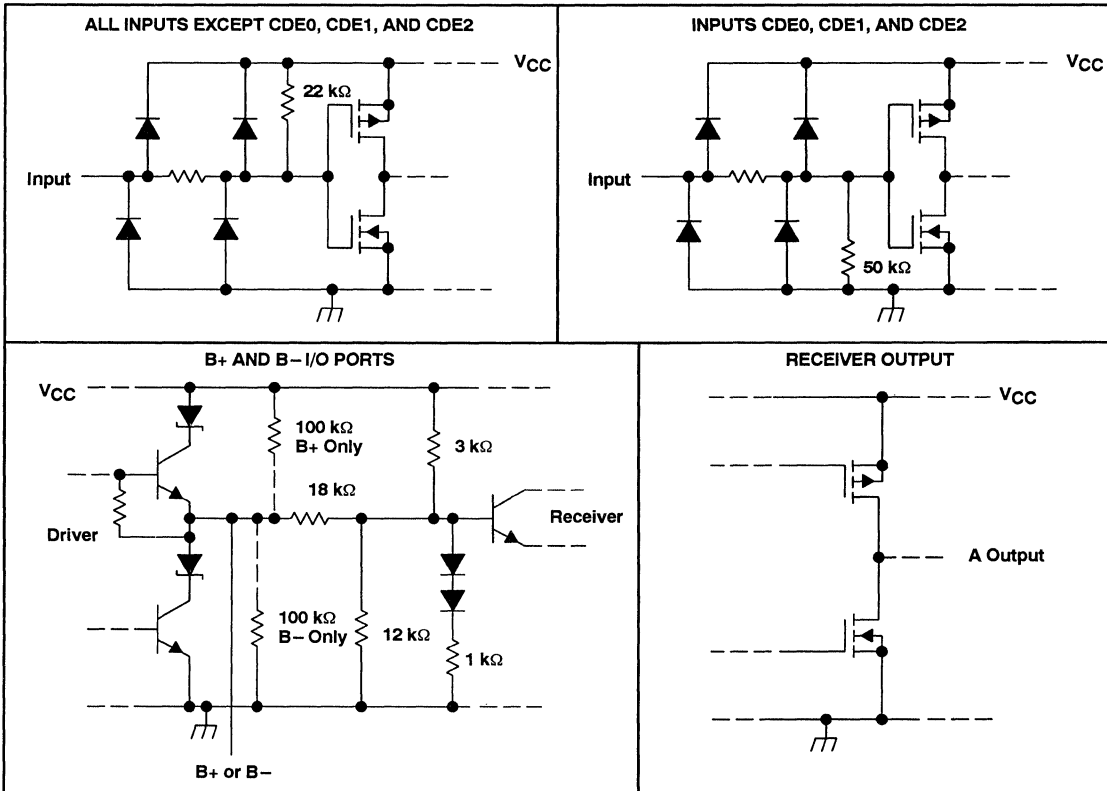 ALL INPUTS EXCEPT CDE0, CDE1, AND CDE2
VCC
22 kΩ
Input
INPUTS CDE0, CDE1, AND CDE2
VCC
Input
50 kΩ
B+ AND B– I/O PORTS
VCC
100 kΩ
B+ Only
3 kΩ
18 kΩ
Driver
Receiver
100 kΩ
B– Only
12 kΩ
1 kΩ
B+ or B–
RECEIVER OUTPUT
VCC
A Output